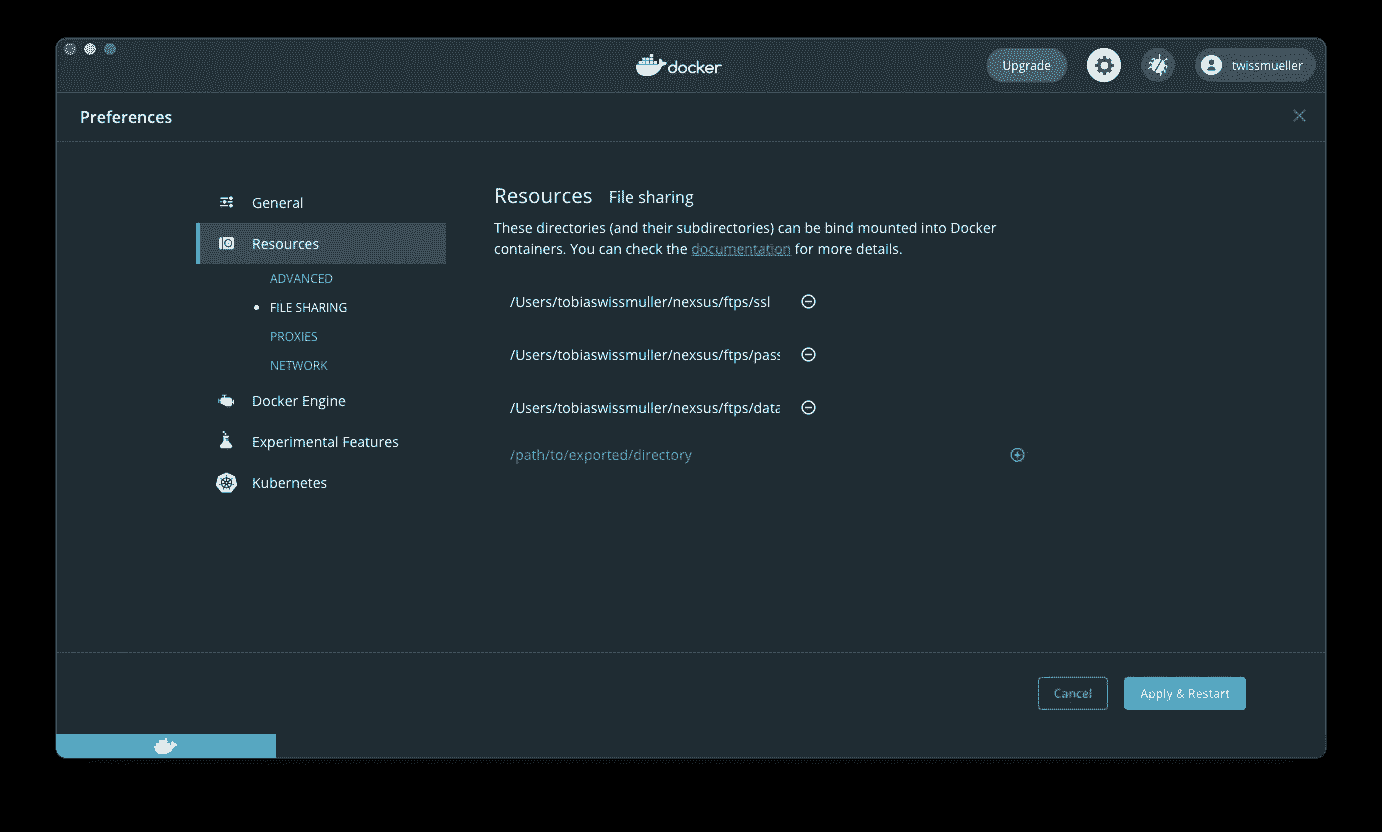 docker
Upgrade
twissmueller
Preferences
General
Resources
ADVANCED
FILE SHARING
PROXIES
NETWORK
Docker Engine
Experimental Features
Kubernetes
Resources File sharing
These directories (and their subdirectories) can be bind mounted into Docker
containers. You can check the documentation for more details.
/Users/tobiaswissmuller/nexsus/ftps/ssl
/Users/tobiaswissmuller/nexsus/ftps/pass
/Users/tobiaswissmuller/nexsus/ftps/data
/path/to/exported/directory
Cancel
Apply & Restart